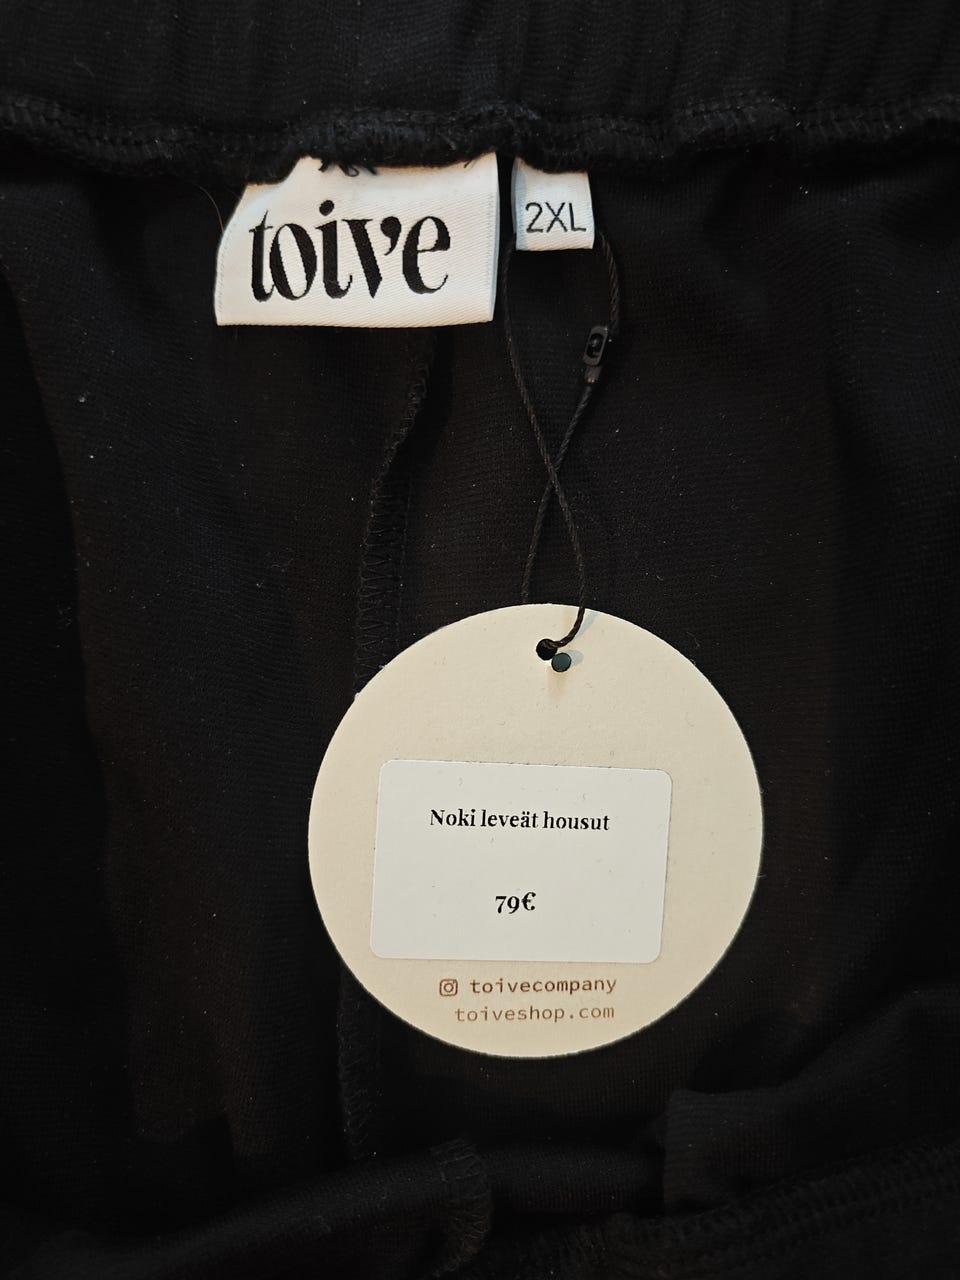 toive
2XL
Noki leveät housut
79€
toivecompany
toiveshop.com